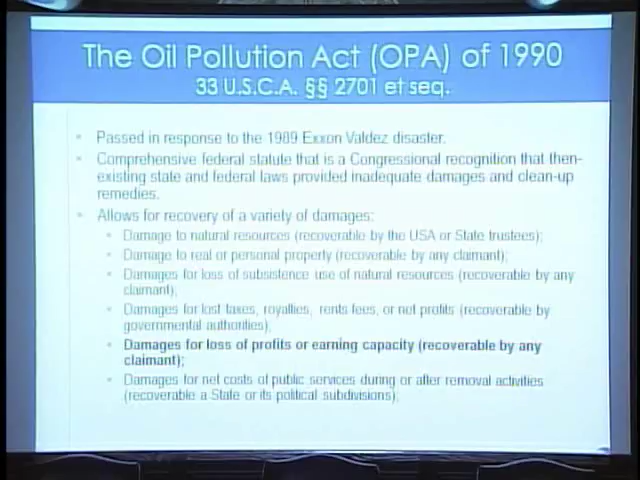 The Oil Pollution Act (OPA) of 1990
33 U.S.C.A. §§ 2701 et seq.
Passed in response to the 1989 Exxon Valdez disaster.
Comprehensive federal statute that is a Congressional recognition that then-
existing state and federal laws provided inadequate damages and clean-up
remedies.
Allows for recovery of a variety of damages:
Damage to natural resources (recoverable by the USA or State trustees);
Damage to real or personal property (recoverable by any claimant);
Damages for loss of subsistence use of natural resources (recoverable by any
claimant);
Damages for lost taxes, royalties, rents fees, or net profits (recoverable by
governmental authorities);
Damages for loss of profits or earning capacity (recoverable by any
claimant);
Damages for net costs of public services during or after removal activities
(recoverable a State or its political subdivisions);